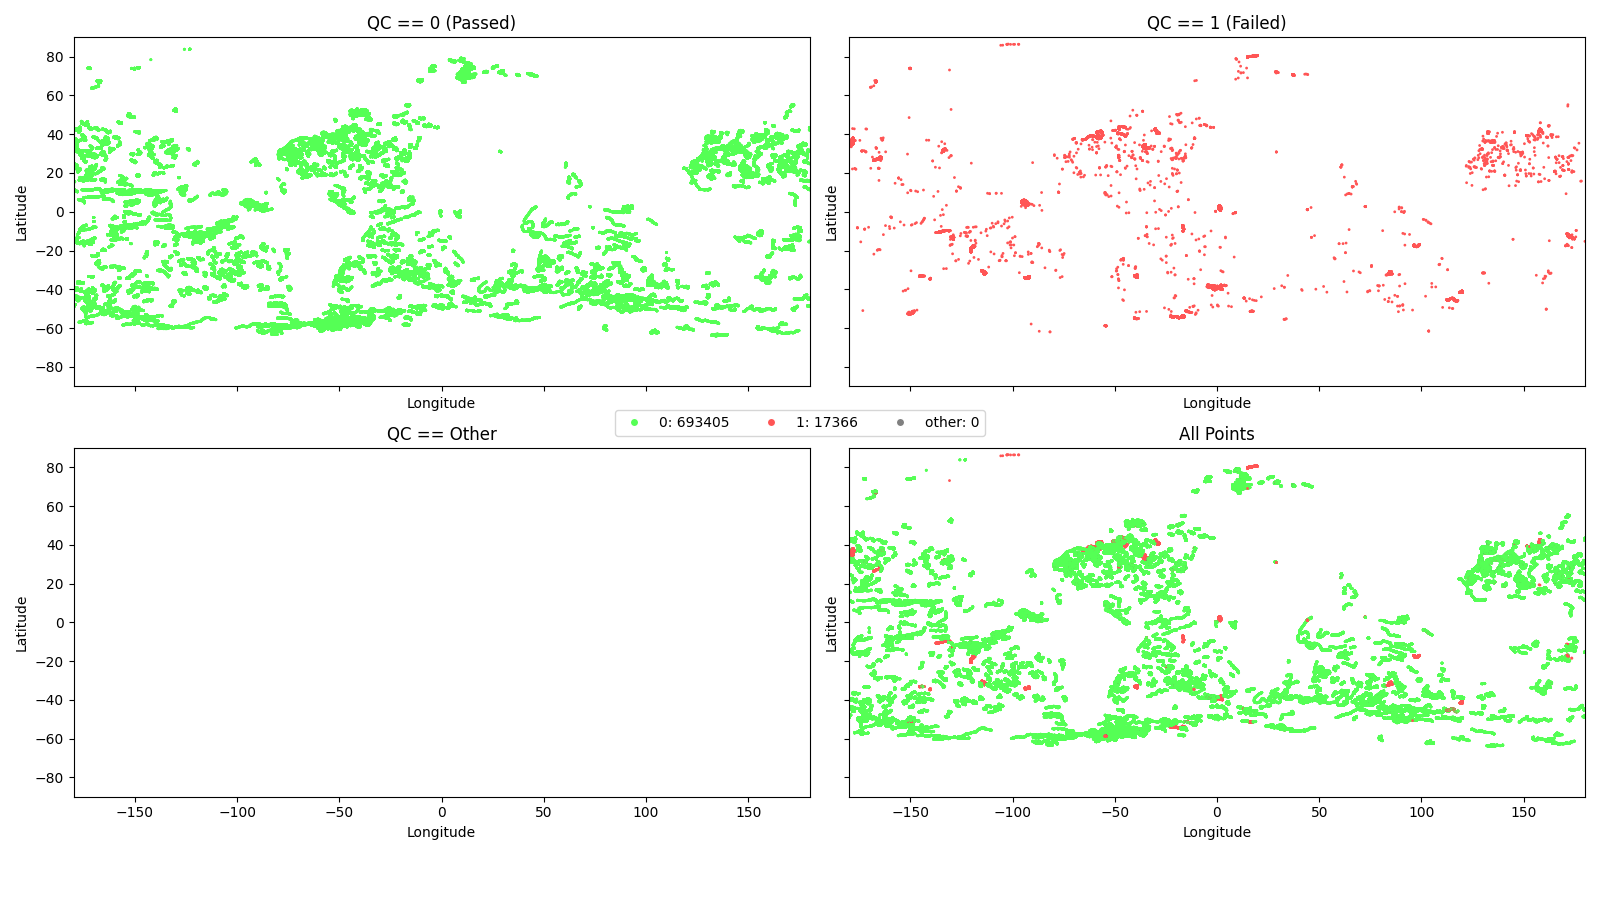 QC == 0 (Passed)
QC == 1 (Failed)
80
60
40
20
0
−20
−40
−60
−80
Latitude
Latitude
Longitude
Longitude
0: 693405 1: 17366 other: 0
QC == Other
All Points
80
60
40
20
0
−20
−40
−60
−80
Latitude
Latitude
−150 −100 −50 0 50 100 150
−150 −100 −50 0 50 100 150
Longitude
Longitude